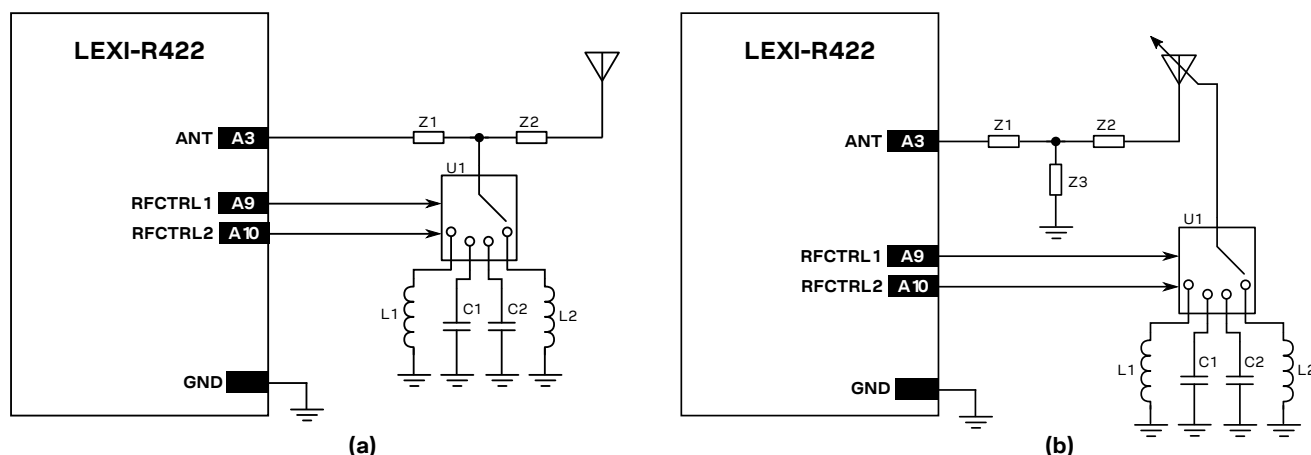 LEXI-R422
ANT A3
Z1
Z2
U1
RFCTRL1 A9
RFCTRL2 A10
L1
C1
C2
L2
GND
(a)
LEXI-R422
ANT A3
Z1
Z2
Z3
U1
RFCTRL1 A9
RFCTRL2 A10
L1
C1
C2
L2
GND
(b)